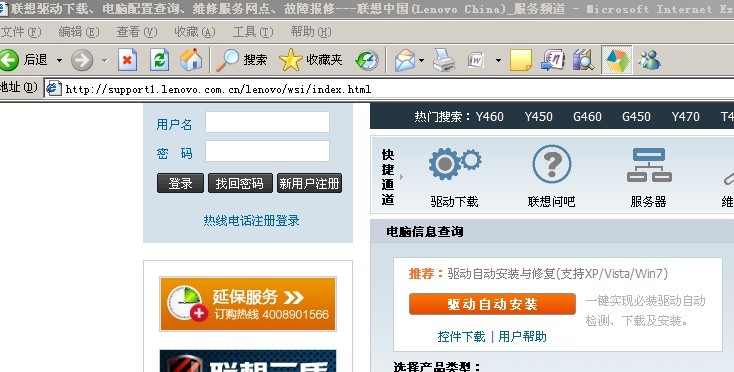 联想驱动下载、电脑配置查询、维修服务网点、故障报修---联想中国(Lenovo China)_服务频道 - Microsoft Internet Ex
文件(F) 编辑(E) 查看(V) 收藏(A) 工具(T) 帮助(H)
后退 搜索 收藏夹
地址(D) http://support1.lenovo.com.cn/lenovo/wsi/index.html
用户名
密 码
登录 找回密码 新用户注册
热线电话注册登录
延保服务
订购热线 4008901566
热门搜索: Y460 Y450 G460 G450 Y470 T4
快捷通道
驱动下载 联想问吧 服务器 维
电脑信息查询
推荐: 驱动自动安装与修复(支持XP/Vista/Win7)
驱动自动安装
一键实现必装驱动自动
检测、下载及安装。
控件下载 | 用户帮助
选择产品类型: